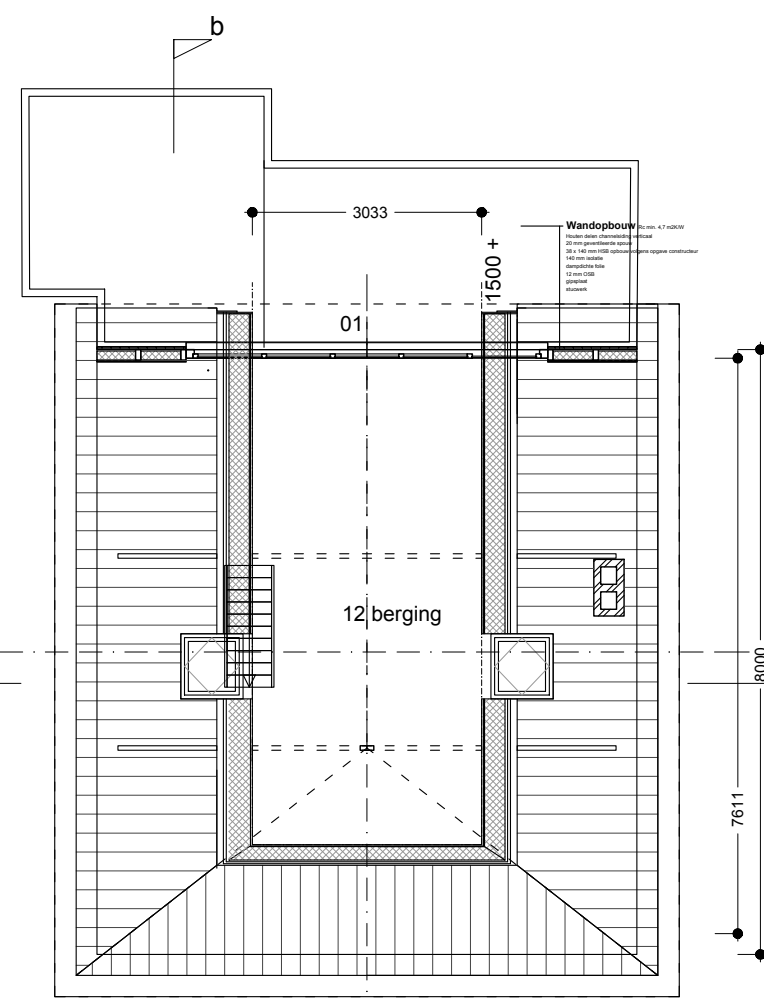 b
3033
1500 +
Wandopbouw Rc min. 4,7 m2K/W
Houten delen channelsiding verticaal
20 mm geventileerde spouw
38 x 140 mm HSB opbouw volgens opgave constructeur
140 mm isolatie
dampdichte folie
12 mm OSB
gipsplaat
stucwerk
01
12 berging
8000
7611